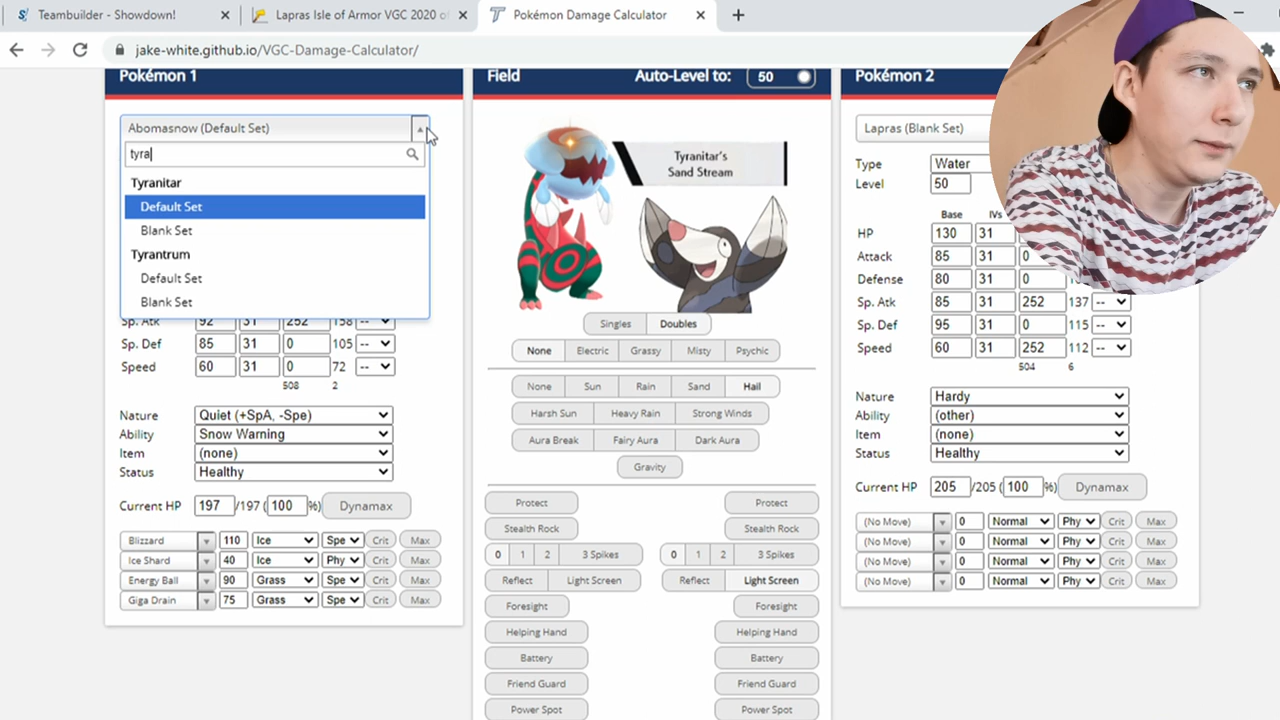 Teambuilder - Showdown!
Lapras Isle of Armor VGC 2020 o
Pokémon Damage Calculator
jake-white.github.io/VGC-Damage-Calculator/
Pokémon 1
Abomasnow (Default Set)
tyra
Tyranitar
Default Set
Blank Set
Tyrantrum
Default Set
Blank Set
Sp. Atk 92 31 252 158 --
Sp. Def 85 31 0 105 --
Speed 60 31 0 72 --
508 2
Nature Quiet (+SpA, -Spe)
Ability Snow Warning
Item (none)
Status Healthy
Current HP 197 /197 ( 100 %) Dynamax
Blizzard 110 Ice Spe Crit Max
Ice Shard 40 Ice Phy Crit Max
Energy Ball 90 Grass Spe Crit Max
Giga Drain 75 Grass Spe Crit Max
Field Auto-Level to: 50
Tyranitar's
Sand Stream
Singles Doubles
None Electric Grassy Misty Psychic
None Sun Rain Sand Hail
Harsh Sun Heavy Rain Strong Winds
Aura Break Fairy Aura Dark Aura
Gravity
Protect Protect
Stealth Rock Stealth Rock
0 1 2 3 Spikes 0 1 2 3 Spikes
Reflect Light Screen Reflect Light Screen
Foresight Foresight
Helping Hand Helping Hand
Battery Battery
Friend Guard Friend Guard
Power Spot Power Spot
Pokémon 2
Lapras (Blank Set)
Type Water
Level 50
Base IVs
HP 130 31
Attack 85 31 0
Defense 80 31 0
Sp. Atk 85 31 252 137 --
Sp. Def 95 31 0 115 --
Speed 60 31 252 112 --
504 6
Nature Hardy
Ability (other)
Item (none)
Status Healthy
Current HP 205 /205 ( 100 %) Dynamax
(No Move) 0 Normal Phy Crit Max
(No Move) 0 Normal Phy Crit Max
(No Move) 0 Normal Phy Crit Max
(No Move) 0 Normal Phy Crit Max